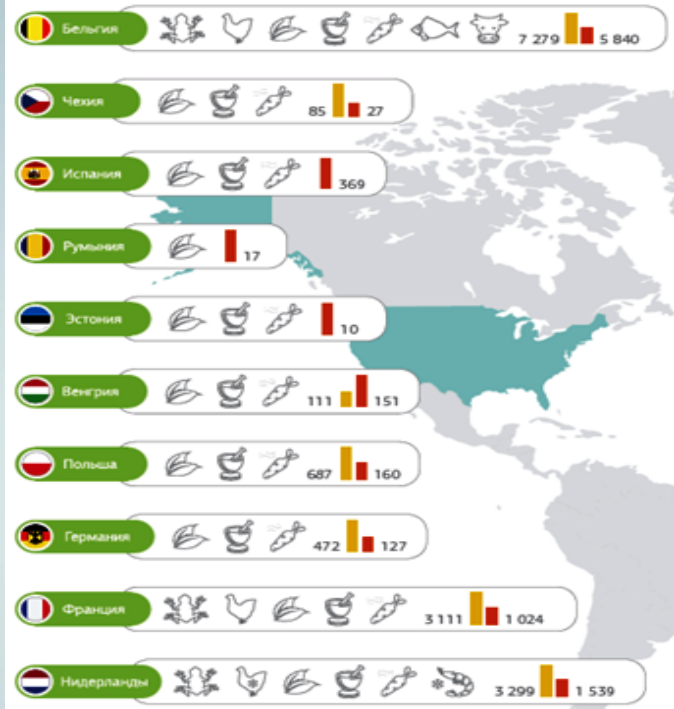 Бельгия 7 279 5 840
Чехия 85 27
Испания 369
Румыния 17
Эстония 10
Венгрия 111 151
Польша 687 160
Германия 472 127
Франция 3 111 1 024
Нидерланды 3 299 1 539